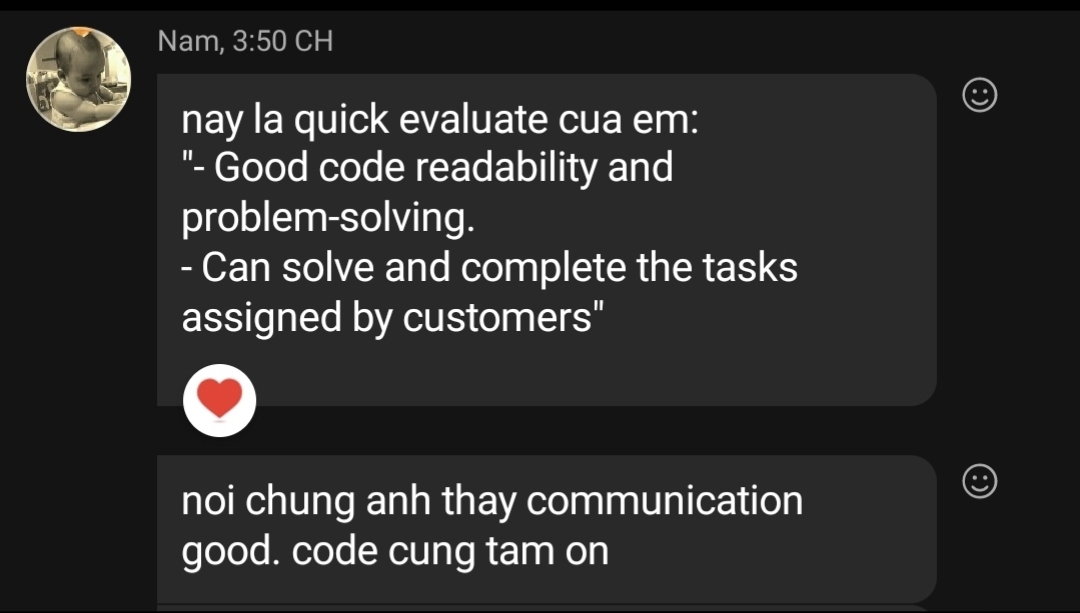 Nam, 3:50 CH
nay la quick evaluate cua em:
"- Good code readability and
problem-solving.
- Can solve and complete the tasks
assigned by customers"
noi chung anh thay communication
good. code cung tam on